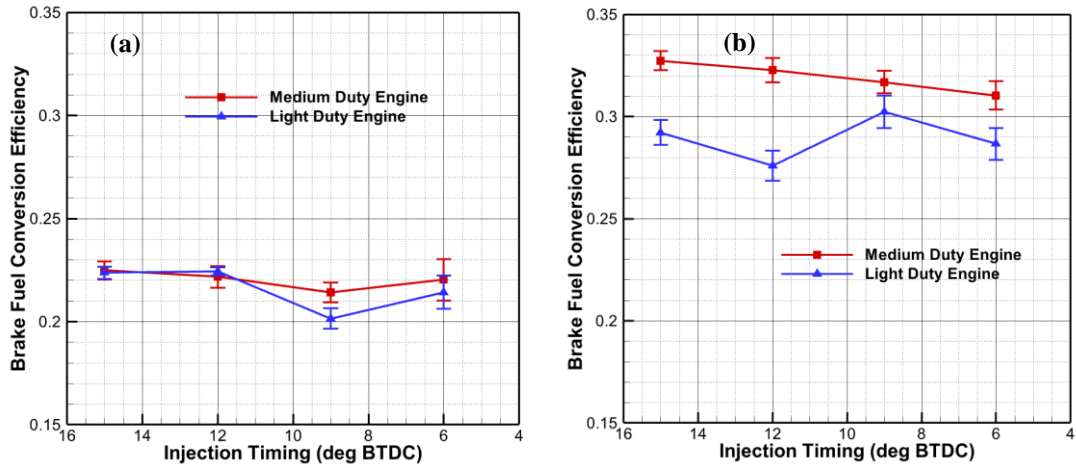 (a)
Brake Fuel Conversion Efficiency
0.35
0.3
0.25
0.2
0.15
Medium Duty Engine
Light Duty Engine
16
14
12
10
8
6
4
Injection Timing (deg BTDC)
(b)
Brake Fuel Conversion Efficiency
0.35
0.3
0.25
0.2
0.15
Medium Duty Engine
Light Duty Engine
16
14
12
10
8
6
4
Injection Timing (deg BTDC)